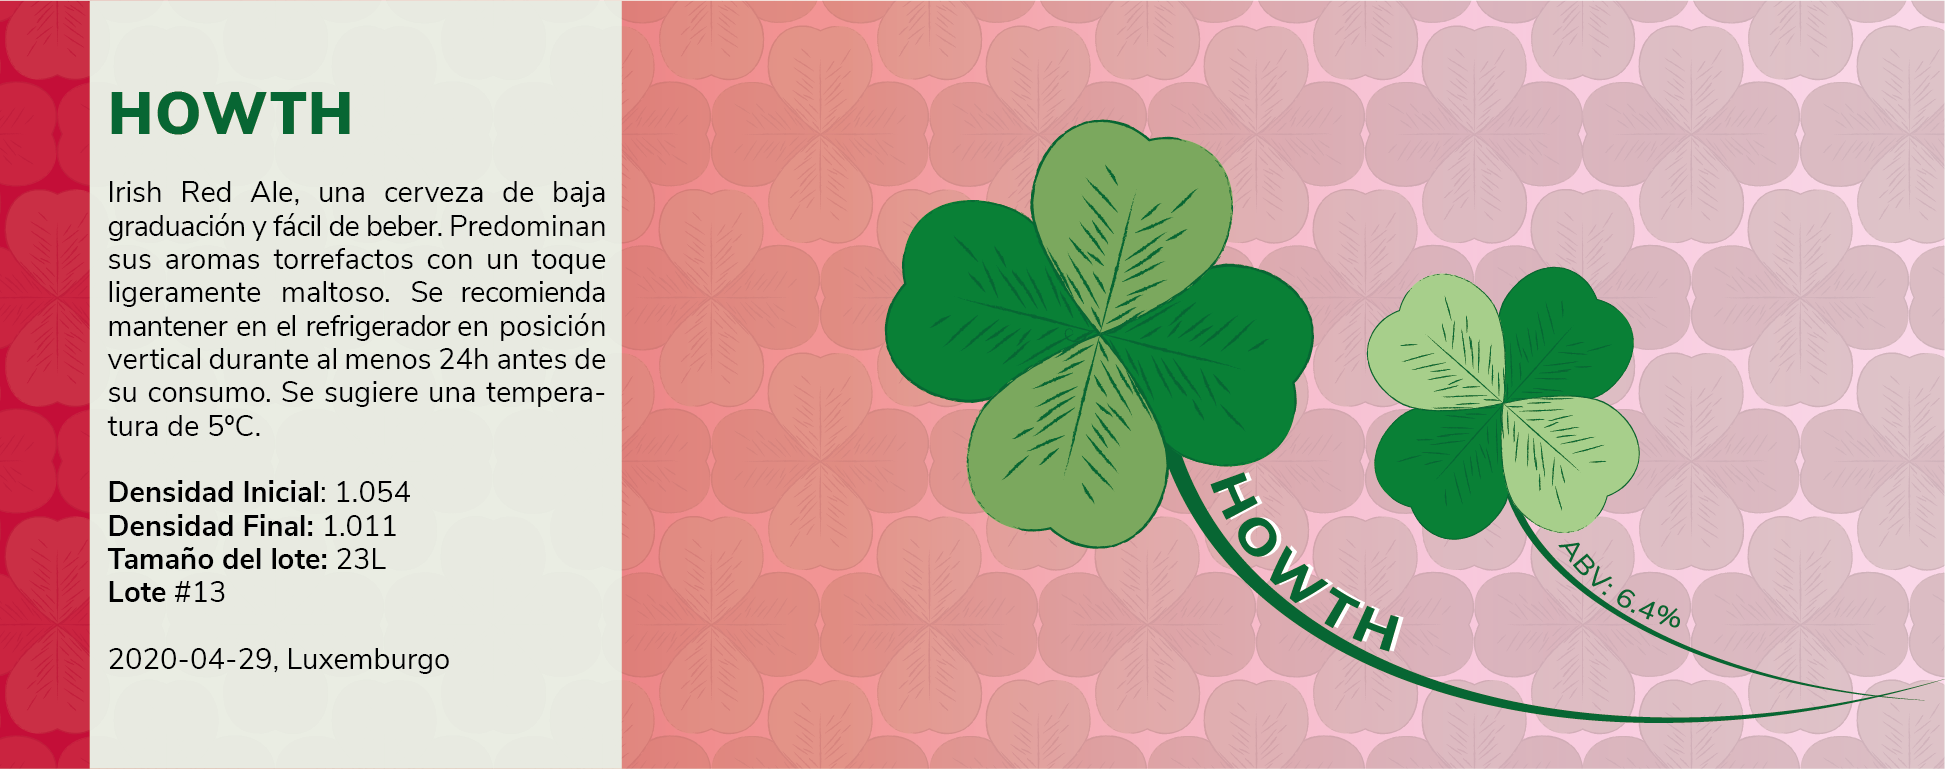 HOWTH
Irish Red Ale, una cerveza de baja
graduación y fácil de beber. Predominan
sus aromas torrefactos con un toque
ligeramente maltoso. Se recomienda
mantener en el refrigerador en posición
vertical durante al menos 24h antes de
su consumo. Se sugiere una tempera-
tura de 5ºC.
Densidad Inicial: 1.054
Densidad Final: 1.011
Tamaño del lote: 23L
Lote #13
2020-04-29, Luxemburgo
HOWTH
ABV: 6.4%